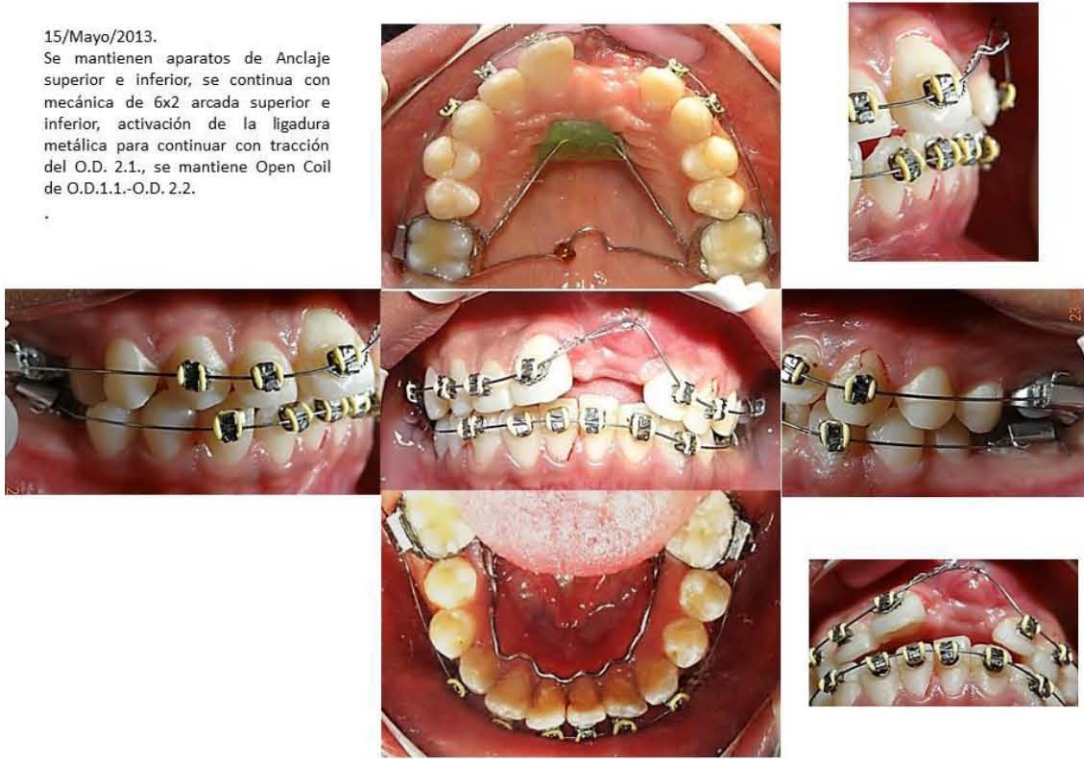 15/Mayo/2013.
Se mantienen aparatos de Anclaje
superior e inferior, se continua con
mecánica de 6x2 arcada superior e
inferior, activación de la ligadura
metálica para continuar con tracción
del O.D. 2.1., se mantiene Open Coil
de O.D.1.1.-O.D. 2.2.
.